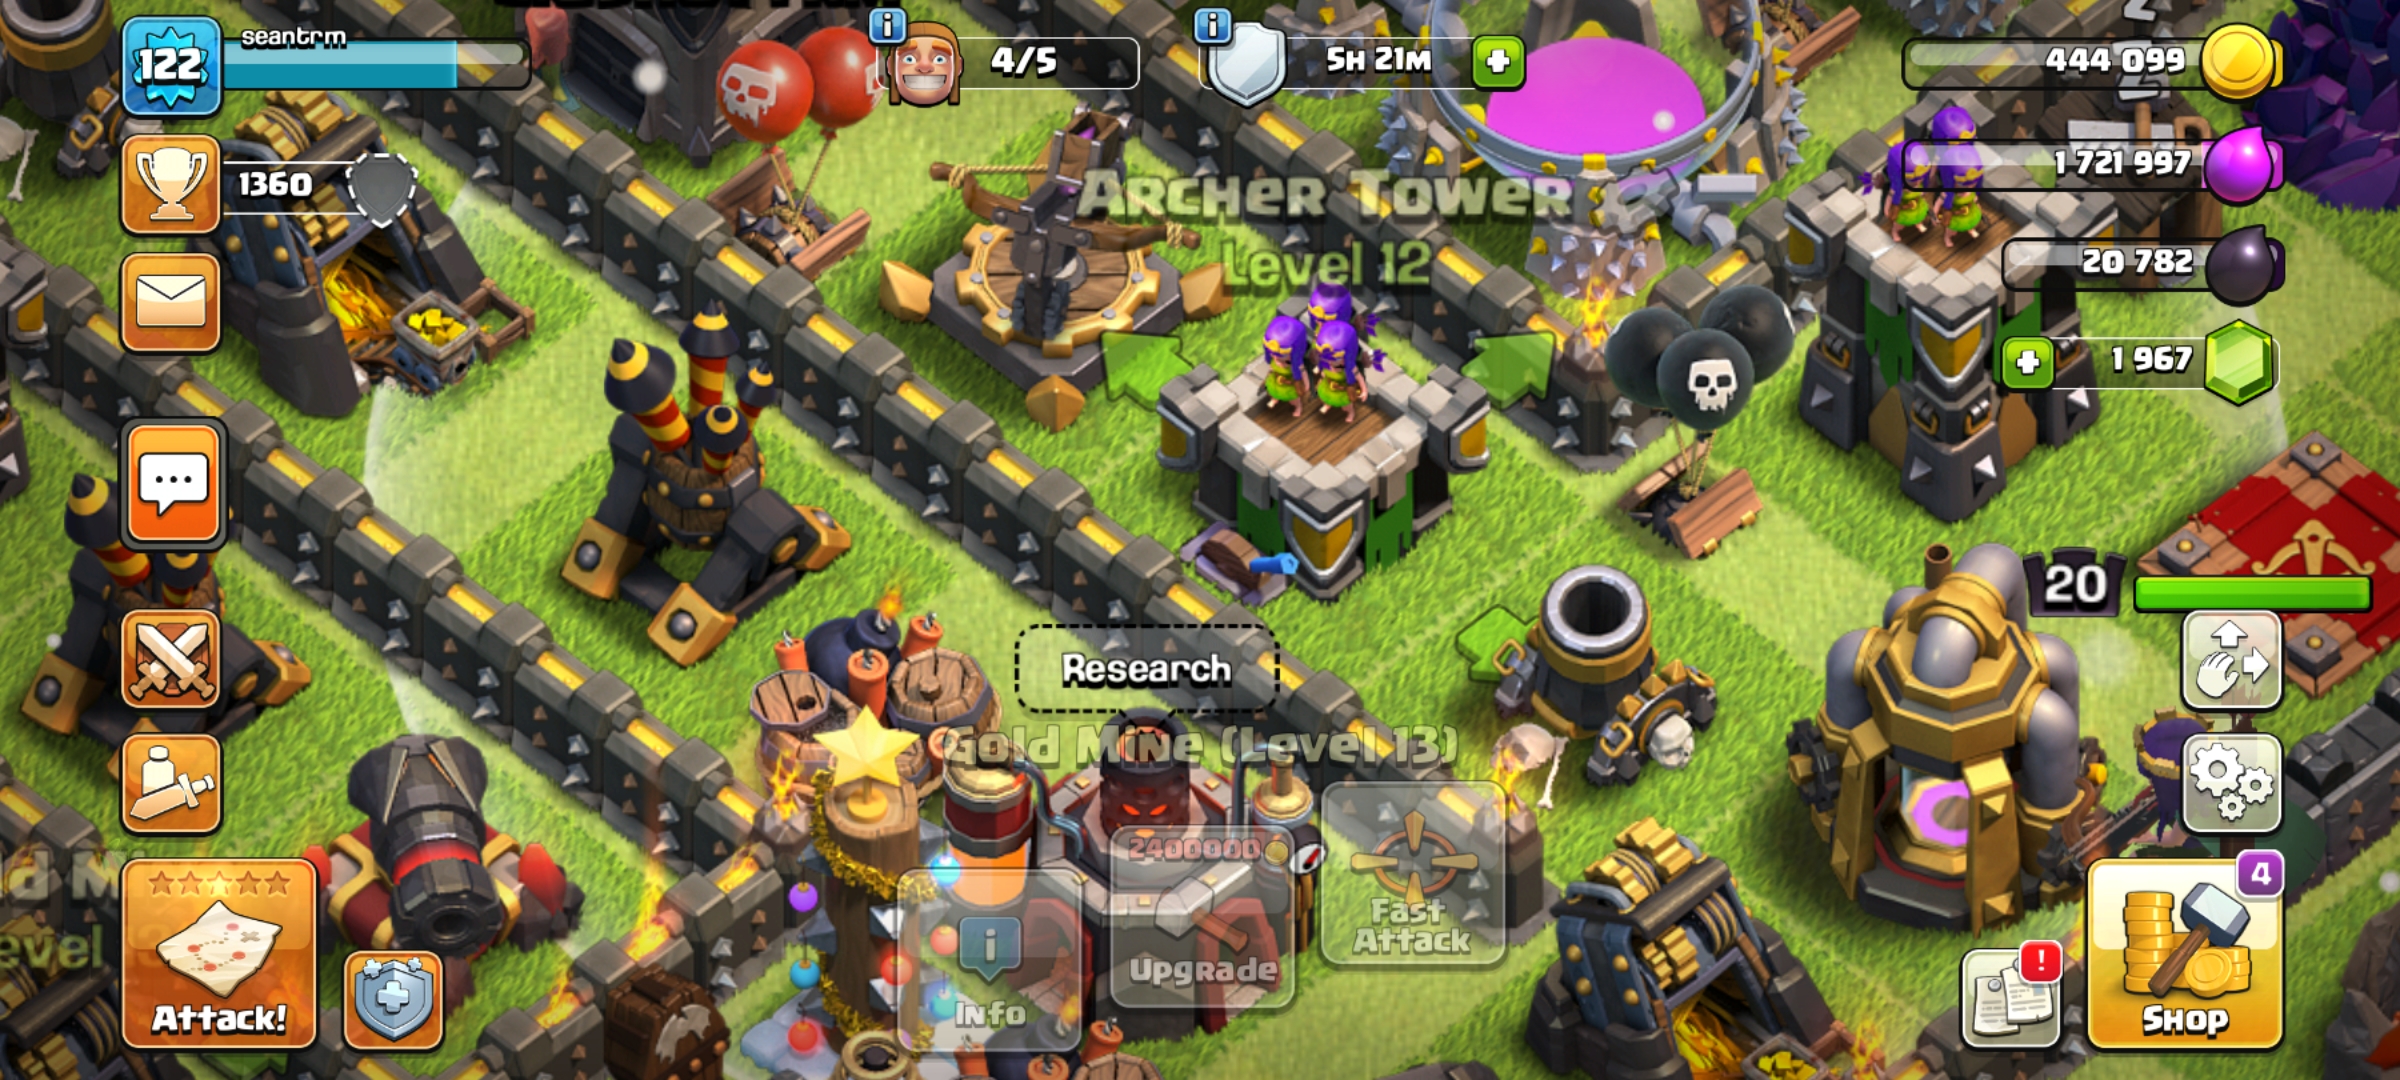 122
seantrm
4/5
5H 21M
444 099
1360
1 721 997
Archer Tower
Level 12
20 782
1 967
20
Research
Gold Mine (Level 13)
2400000
4
Fast
Attack
Upgrade
Info
Attack!
!
Shop